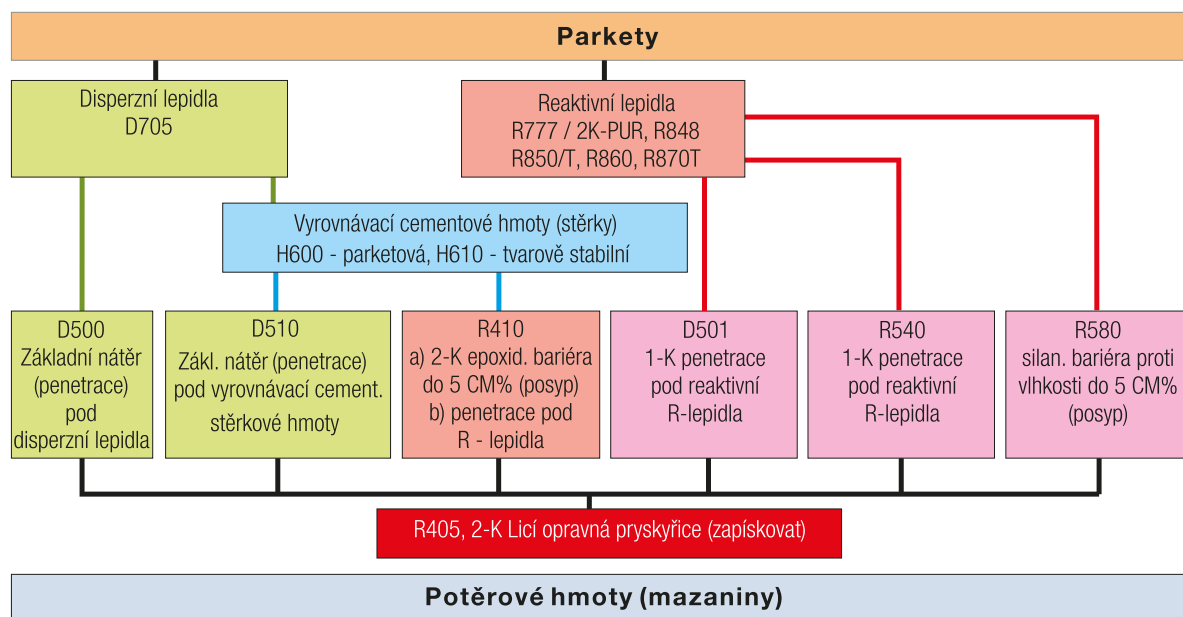 Parkety
Disperzní lepidla
D705
Reaktivní lepidla
R777 / 2K-PUR, R848
R850/T, R860, R870T
Vyrovnávací cementové hmoty (stěrky)
H600 - parketová, H610 - tvarově stabilní
D500
Základní nátěr
(penetrace)
pod
disperzní lepidla
D510
Zákl. nátěr (penetrace)
pod vyrovnávací cement.
stěrkové hmoty
R410
a) 2-K epoxid. bariéra
do 5 CM% (posyp)
b) penetrace pod
R - lepidla
D501
1-K penetrace
pod reaktivní
R-lepidla
R540
1-K penetrace
pod reaktivní
R-lepidla
R580
silan. bariéra proti
vlhkosti do 5 CM%
(posyp)
R405, 2-K Licí opravná pryskyřice (zapískovat)
Potěrové hmoty (mazaniny)